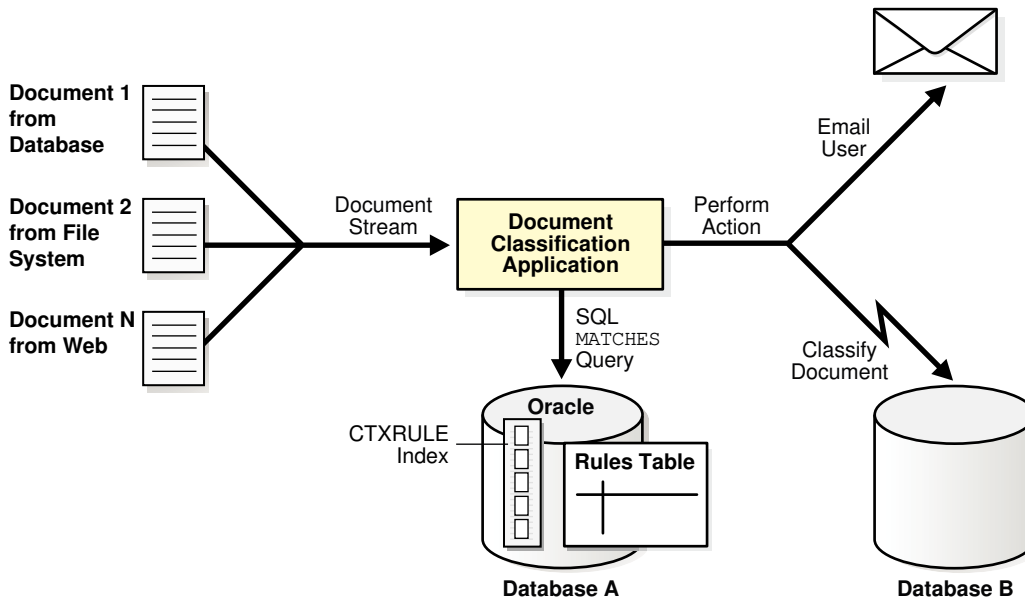 Document 1
from
Database
Document 2
from File
System
Document N
from Web
Document
Stream
Document
Classification
Application
Perform
Action
Email
User
Classify
Document
SQL
MATCHES
Query
Oracle
CTXRULE
Index
Rules Table
Database A
Database B